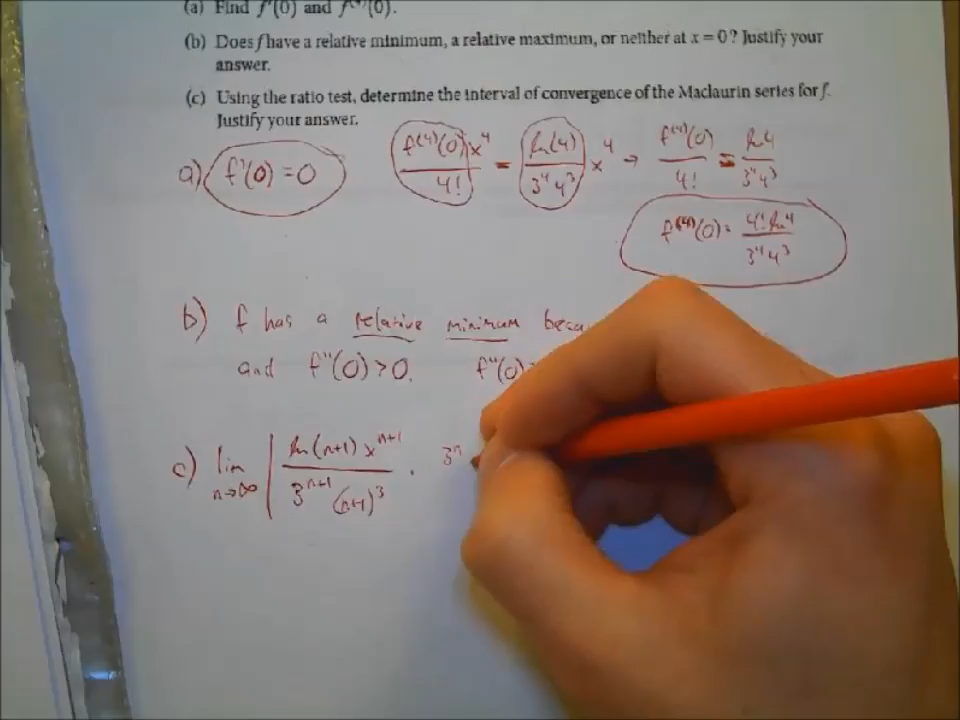 (a) Find f'(0) and f⁽⁴⁾(0).
(b) Does f have a relative minimum, a relative maximum, or neither at x = 0? Justify your
answer.
(c) Using the ratio test, determine the interval of convergence of the Maclaurin series for f.
Justify your answer.
a) f'(0) = 0 f⁽⁴⁾(0)x⁴/4! = ln(4)/3⁴4³ x⁴ → f⁽⁴⁾(0)/4! = ln4/3⁴4³
f⁽⁴⁾(0) = 4! ln4/3⁴4³
b) f has a relative minimum
and f''(0) > 0. f''(0)
c) lim n→∞ | ln(n+1) xⁿ⁺¹/3ⁿ⁺¹ (n+1)³ · 3ⁿ